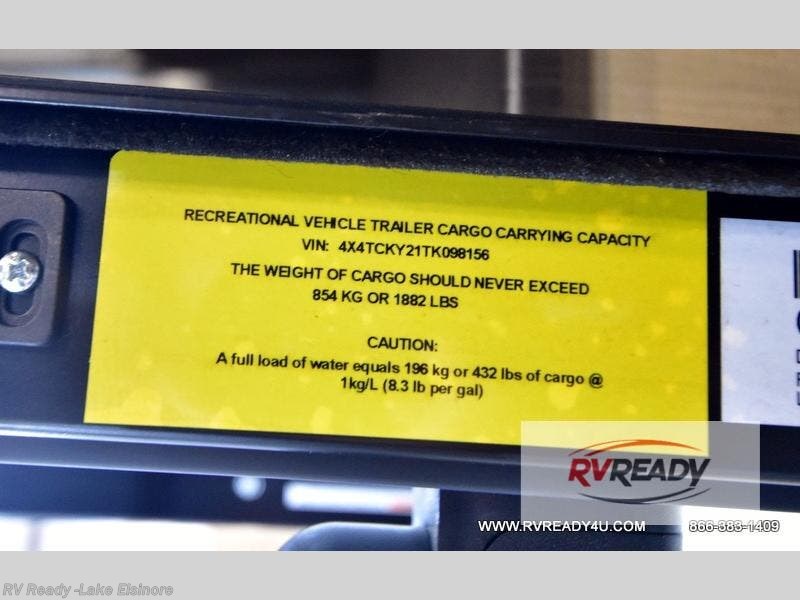 RECREATIONAL VEHICLE TRAILER CARGO CARRYING CAPACITY
VIN: 4X4TCKY21TK098156
THE WEIGHT OF CARGO SHOULD NEVER EXCEED
854 KG OR 1882 LBS
CAUTION:
A full load of water equals 196 kg or 432 lbs of cargo @
1kg/L (8.3 lb per gal)
RVREADY
WWW.RVREADY4U.COM 866-383-1409
RV Ready -Lake Elsinore